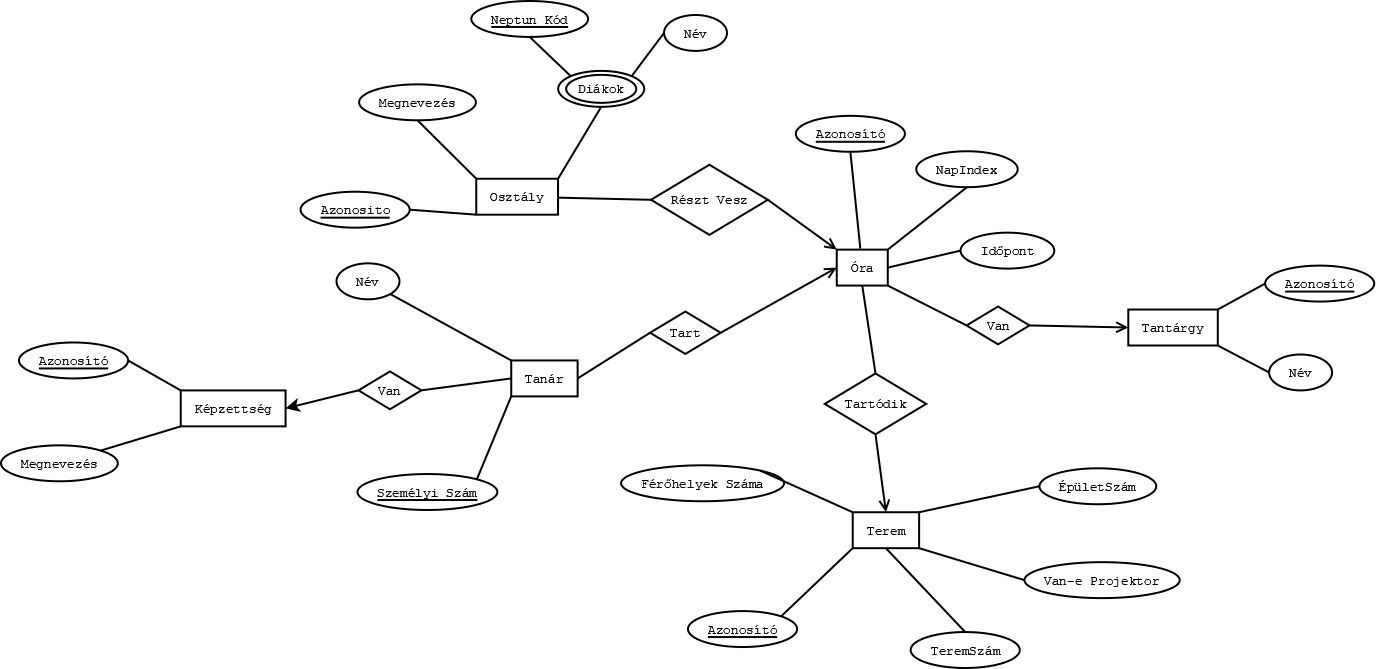 Neptun Kód
Név
Diákok
Megnevezés
Azonosító
NapIndex
Osztály
Részt Vesz
Azonosito
Időpont
Óra
Név
Azonosító
Van
Tantárgy
Tart
Azonosító
Név
Tanár
Van
Képzettség
Tartódik
Megnevezés
Személyi Szám
Férőhelyek Száma
ÉpületSzám
Terem
Van-e Projektor
Azonosító
TeremSzám